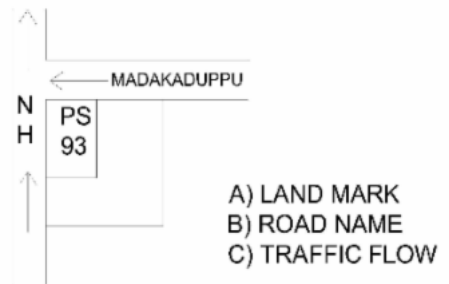 MADAKADUPPU
N
H
PS
93
A) LAND MARK
B) ROAD NAME
C) TRAFFIC FLOW